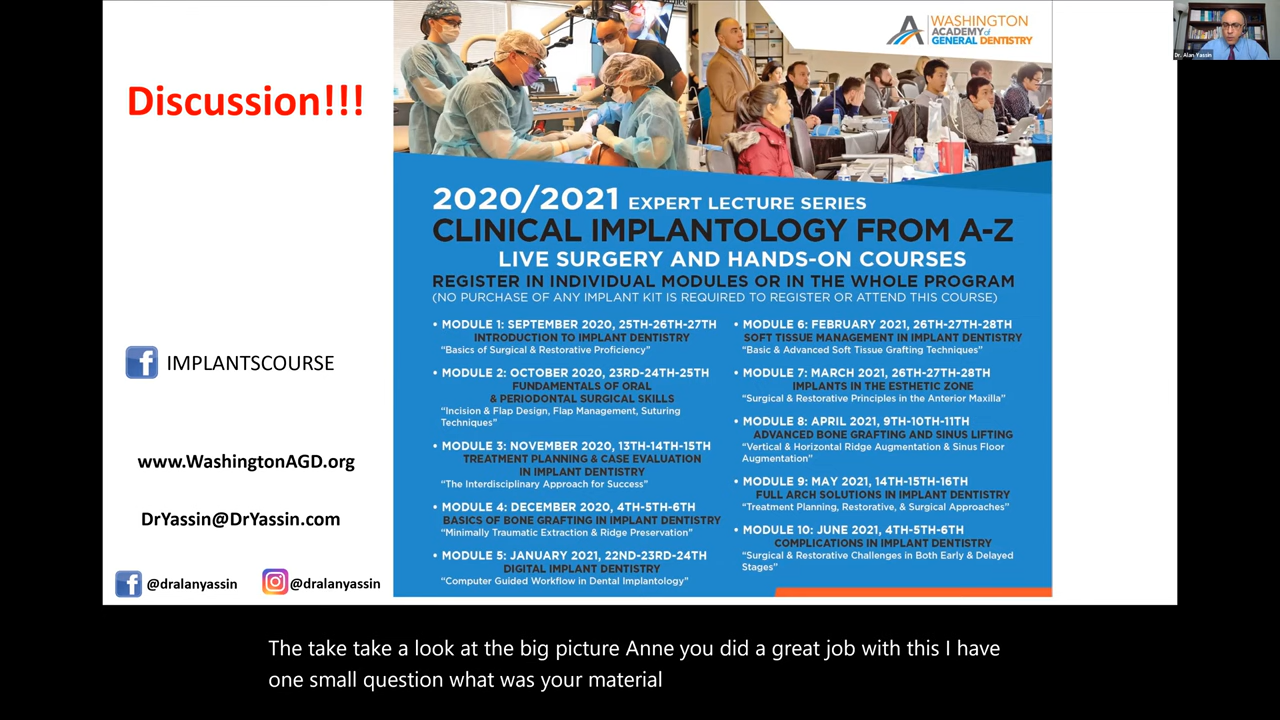 Discussion!!!
IMPLANTSCOURSE
www.WashingtonAGD.org
DrYassin@DrYassin.com
@dralanyassin
@dralanyassin
WASHINGTON
ACADEMY of
GENERAL DENTISTRY
2020/2021 EXPERT LECTURE SERIES
CLINICAL IMPLANTOLOGY FROM A-Z
LIVE SURGERY AND HANDS-ON COURSES
REGISTER IN INDIVIDUAL MODULES OR IN THE WHOLE PROGRAM
(NO PURCHASE OF ANY IMPLANT KIT IS REQUIRED TO REGISTER OR ATTEND THIS COURSE)
• MODULE 1: SEPTEMBER 2020, 25TH-26TH-27TH
INTRODUCTION TO IMPLANT DENTISTRY
"Basics of Surgical & Restorative Proficiency"
• MODULE 2: OCTOBER 2020, 23RD-24TH-25TH
FUNDAMENTALS OF ORAL
& PERIODONTAL SURGICAL SKILLS
"Incision & Flap Design, Flap Management, Suturing
Techniques"
• MODULE 3: NOVEMBER 2020, 13TH-14TH-15TH
TREATMENT PLANNING & CASE EVALUATION
IN IMPLANT DENTISTRY
"The Interdisciplinary Approach for Success"
• MODULE 4: DECEMBER 2020, 4TH-5TH-6TH
BASICS OF BONE GRAFTING IN IMPLANT DENTISTRY
"Minimally Traumatic Extraction & Ridge Preservation"
• MODULE 5: JANUARY 2021, 22ND-23RD-24TH
DIGITAL IMPLANT DENTISTRY
"Computer Guided Workflow in Dental Implantology"
• MODULE 6: FEBRUARY 2021, 26TH-27TH-28TH
SOFT TISSUE MANAGEMENT IN IMPLANT DENTISTRY
"Basic & Advanced Soft Tissue Grafting Techniques"
• MODULE 7: MARCH 2021, 26TH-27TH-28TH
IMPLANTS IN THE ESTHETIC ZONE
"Surgical & Restorative Principles in the Anterior Maxilla"
• MODULE 8: APRIL 2021, 9TH-10TH-11TH
ADVANCED BONE GRAFTING AND SINUS LIFTING
"Vertical & Horizontal Ridge Augmentation & Sinus Floor
Augmentation"
• MODULE 9: MAY 2021, 14TH-15TH-16TH
FULL ARCH SOLUTIONS IN IMPLANT DENTISTRY
"Treatment Planning, Restorative, & Surgical Approaches"
• MODULE 10: JUNE 2021, 4TH-5TH-6TH
COMPLICATIONS IN IMPLANT DENTISTRY
"Surgical & Restorative Challenges in Both Early & Delayed
Stages"
Dr. Alan Yassin
The take take a look at the big picture Anne you did a great job with this I have
one small question what was your material